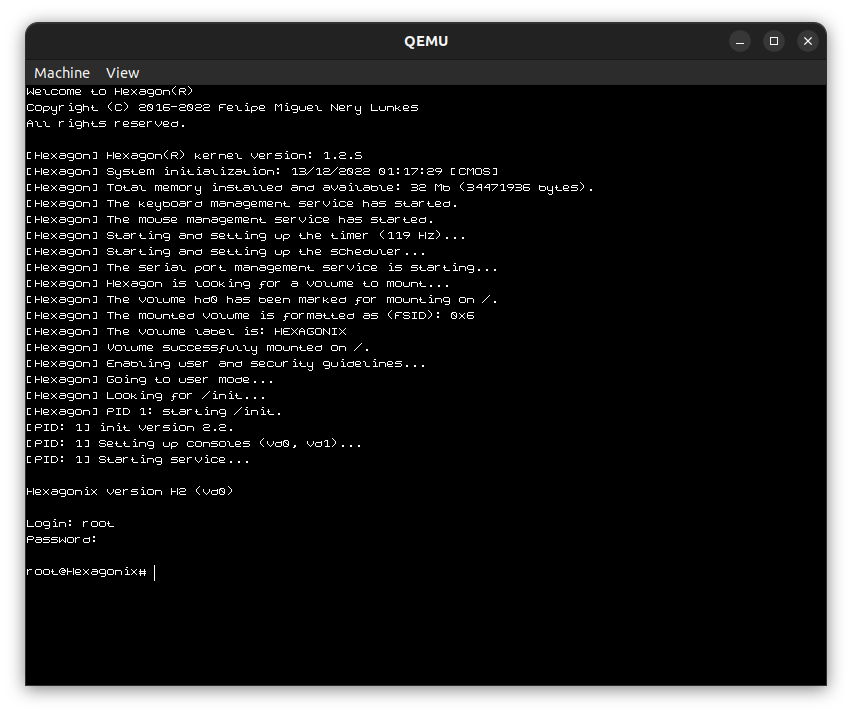 QEMU
Machine View
Welcome to Hexagon(R)
Copyright (C) 2016-2022 Felipe Miguel Nery Lunkes
All rights reserved.
[Hexagon] Hexagon(R) kernel version: 1.2.S
[Hexagon] System initialization: 13/12/2022 01:17:29 [CMOS]
[Hexagon] Total memory installed and available: 32 Mb (34471936 bytes).
[Hexagon] The keyboard management service has started.
[Hexagon] The mouse management service has started.
[Hexagon] Starting and setting up the timer (119 Hz)...
[Hexagon] Starting and setting up the scheduler...
[Hexagon] The serial port management service is starting...
[Hexagon] Hexagon is looking for a volume to mount...
[Hexagon] The volume hd0 has been marked for mounting on /.
[Hexagon] The mounted volume is formatted as (FSID): 0x6
[Hexagon] The volume label is: HEXAGONIX
[Hexagon] Volume successfully mounted on /.
[Hexagon] Enabling user and security guidelines...
[Hexagon] Going to user mode...
[Hexagon] Looking for /init...
[Hexagon] PID 1: starting /init.
[PID: 1] init version 2.2.
[PID: 1] Setting up consoles (vd0, vd1)...
[PID: 1] Starting service...
Hexagonix version H2 (vd0)
Login: root
Password:
root@Hexagonix#